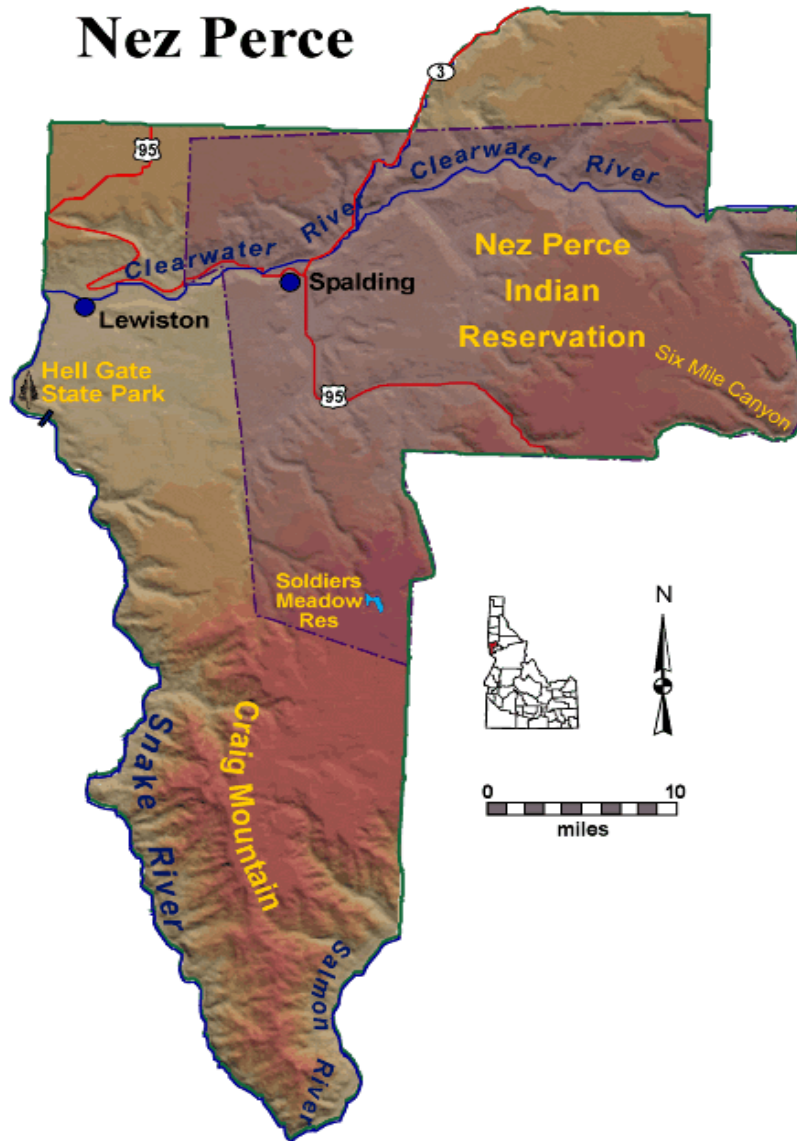 Nez Perce
3
95
Clearwater River
Clearwater River
Nez Perce
Indian
Reservation
Spalding
Lewiston
Hell Gate
State Park
Six Mile Canyon
95
Soldiers
Meadow
Res
N
Craig Mountain
Snake River
0 10
miles
Salmon River